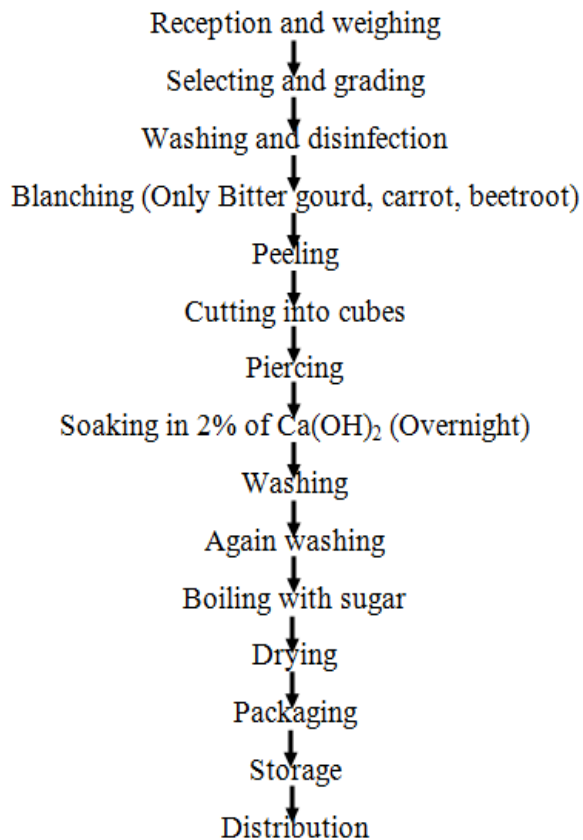 Reception and weighing
Selecting and grading
Washing and disinfection
Blanching (Only Bitter gourd, carrot, beetroot)
Peeling
Cutting into cubes
Piercing
Soaking in 2% of Ca(OH)₂ (Overnight)
Washing
Again washing
Boiling with sugar
Drying
Packaging
Storage
Distribution